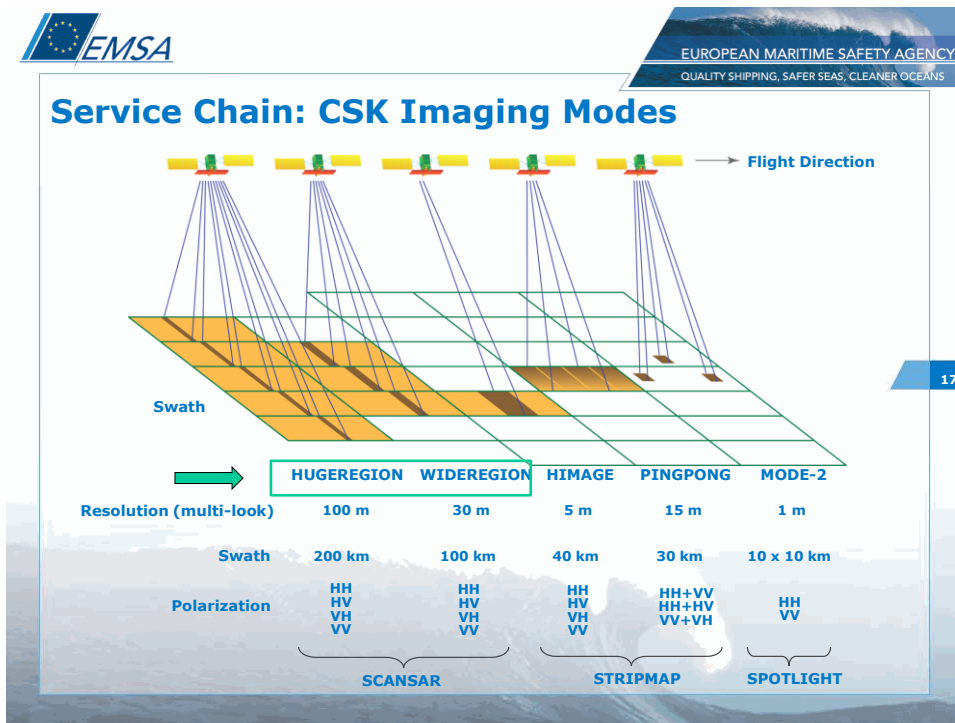 EMSA
EUROPEAN MARITIME SAFETY AGENCY
QUALITY SHIPPING, SAFER SEAS, CLEANER OCEANS
Service Chain: CSK Imaging Modes
Flight Direction
17
Swath
HUGEREGION WIDEREGION HIMAGE PINGPONG MODE-2
Resolution (multi-look) 100 m 30 m 5 m 15 m 1 m
Swath 200 km 100 km 40 km 30 km 10 x 10 km
Polarization
HH HH HH HH+VV HH
HV HV HV HH+HV VV
VH VH VH VV+VH
VV VV VV
SCANSAR STRIPMAP SPOTLIGHT